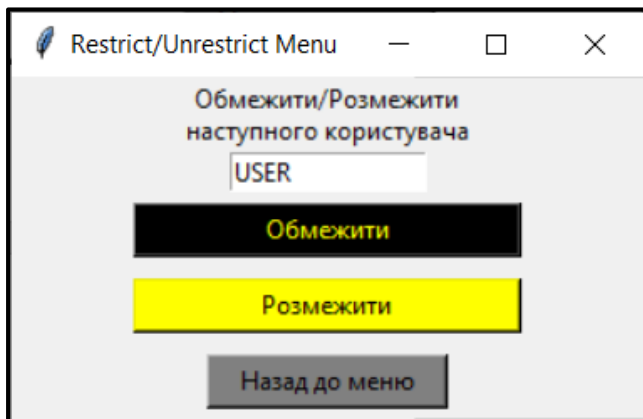 Restrict/Unrestrict Menu
Обмежити/Розмежити
наступного користувача
USER
Обмежити
Розмежити
Назад до меню